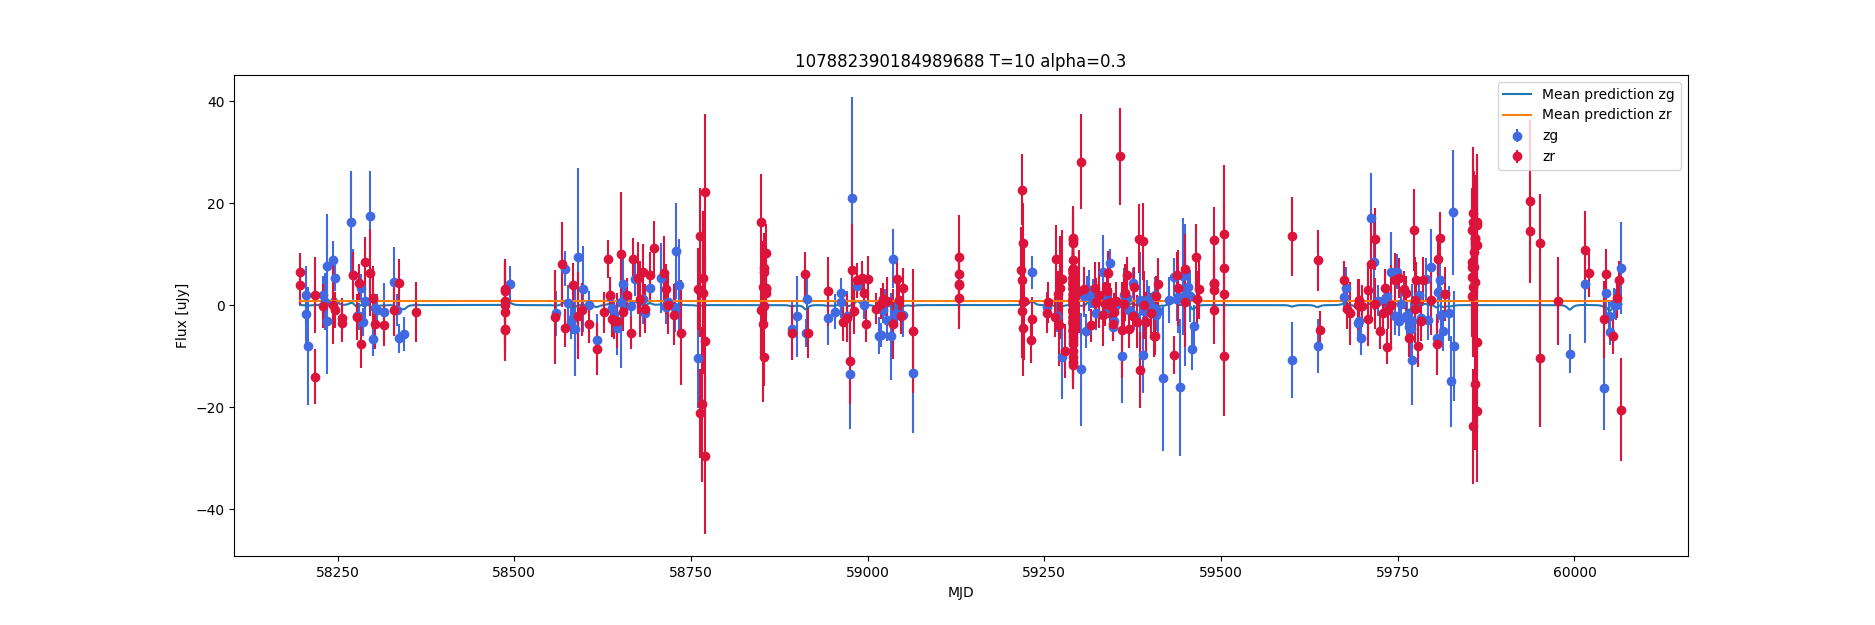 107882390184989688 T=10 alpha=0.3
Mean prediction zg
Mean prediction zr
zg
zr
Flux [uJy]
40
20
0
−20
−40
58250
58500
58750
59000
59250
59500
59750
60000
MJD